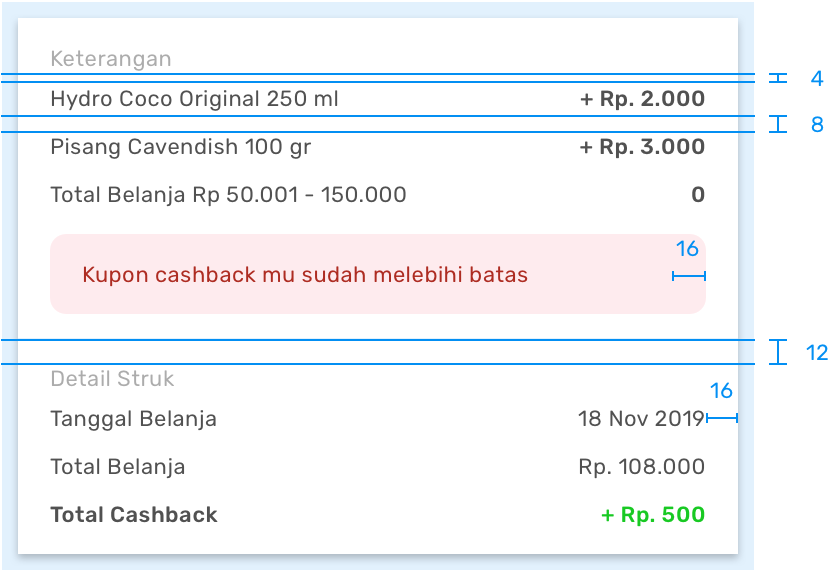 Keterangan
4
Hydro Coco Original 250 ml + Rp. 2.000
8
Pisang Cavendish 100 gr + Rp. 3.000
Total Belanja Rp 50.001 - 150.000 0
16
Kupon cashback mu sudah melebihi batas
12
Detail Struk
16
Tanggal Belanja 18 Nov 2019
Total Belanja Rp. 108.000
Total Cashback + Rp. 500